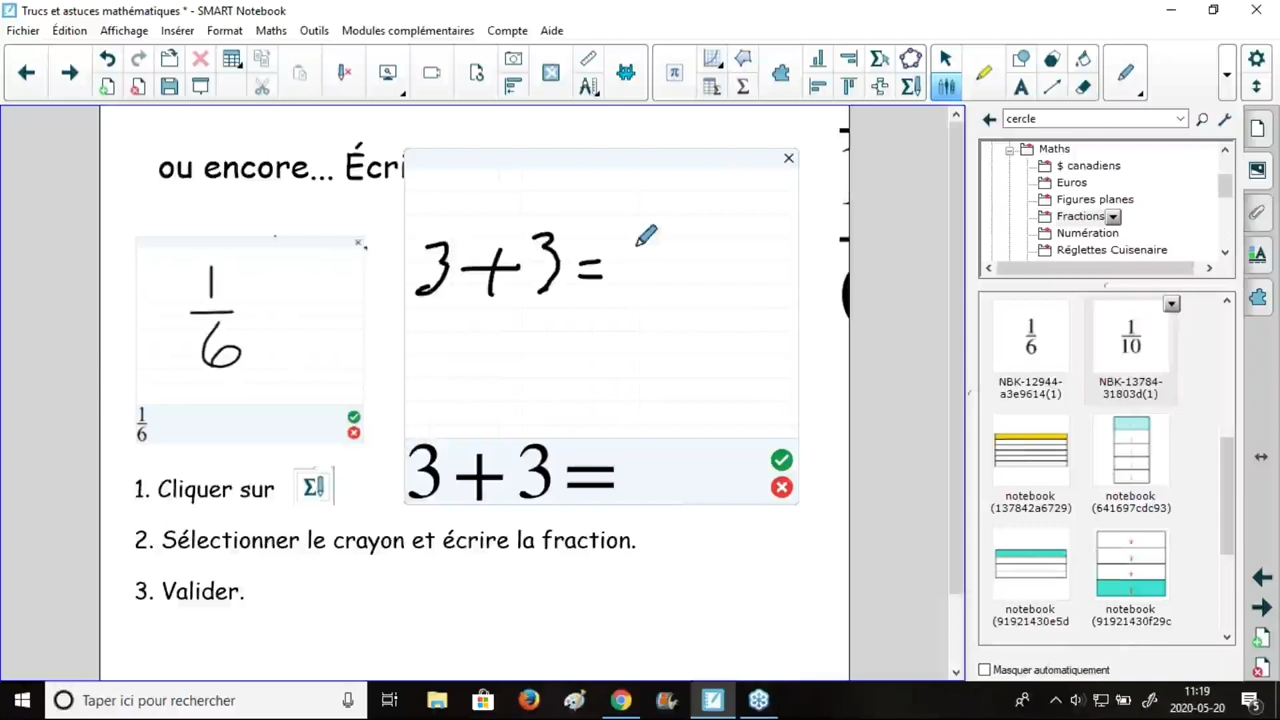 Trucs et astuces mathématiques * - SMART Notebook
Fichier Édition Affichage Insérer Format Maths Outils Modules complémentaires Compte Aide
cercle
Maths
$ canadiens
Euros
Figures planes
Fractions
Numération
Réglettes Cuisenaire
ou encore... Écri
1
6
1
6
3+3=
3+3=
1. Cliquer sur
2. Sélectionner le crayon et écrire la fraction.
3. Valider.
1
6
NBK-12944-
a3e9614(1)
1
10
NBK-13784-
31803d(1)
notebook
(137842a6729)
notebook
(641697cdc93)
notebook
(91921430e5d
notebook
(91921430f29c
Masquer automatiquement
Taper ici pour rechercher
11:19
2020-05-20
5